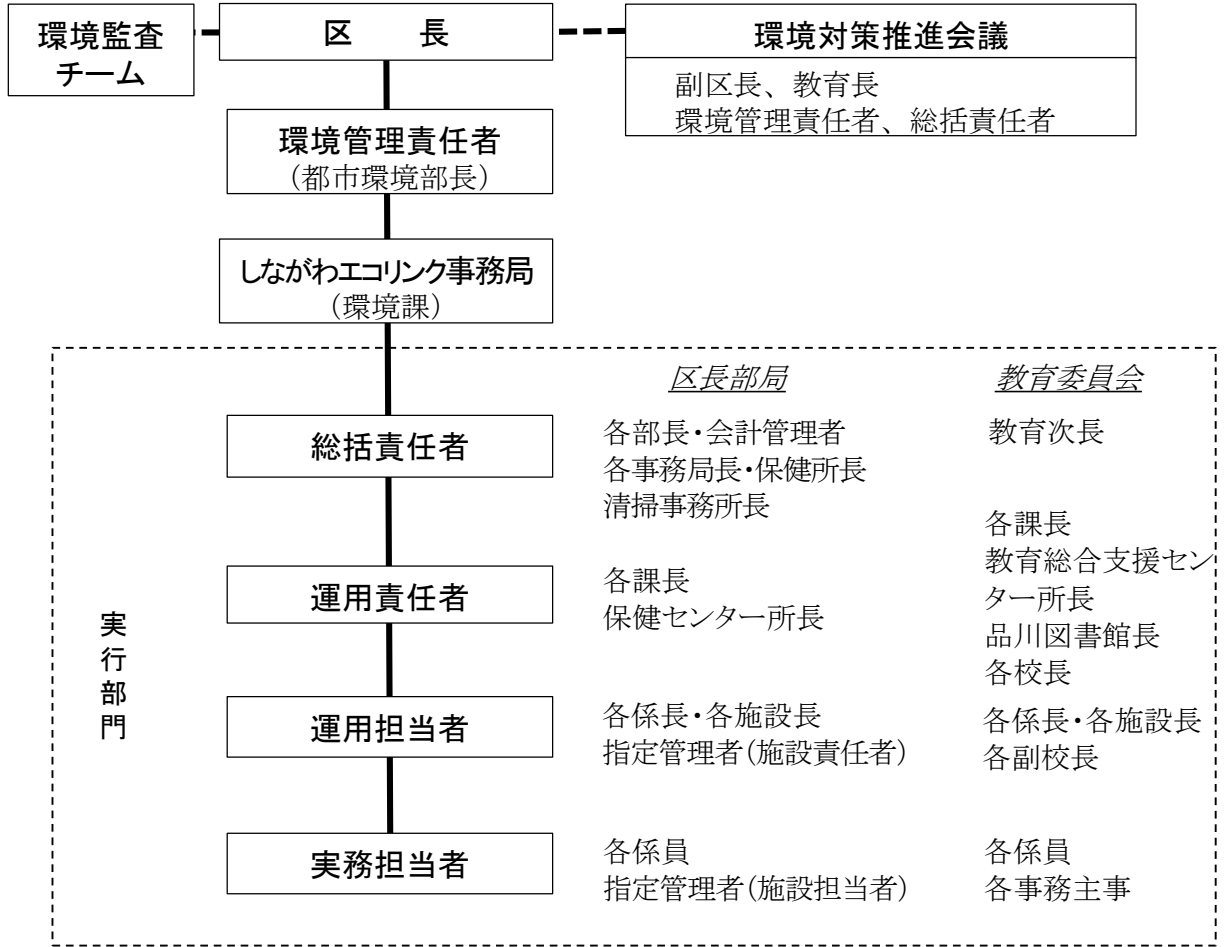 環境監査
チーム
区　　長
環境対策推進会議
副区長、教育長
環境管理責任者、総括責任者
環境管理責任者
（都市環境部長）
しながわエコリンク事務局
（環境課）
実行部門
区長部局
教育委員会
総括責任者
各部長・会計管理者
各事務局長・保健所長
清掃事務所長
教育次長
運用責任者
各課長
保健センター所長
各課長
教育総合支援セン
ター所長
品川図書館長
各校長
運用担当者
各係長・各施設長
指定管理者（施設責任者）
各係長・各施設長
各副校長
実務担当者
各係員
指定管理者（施設担当者）
各係員
各事務主事